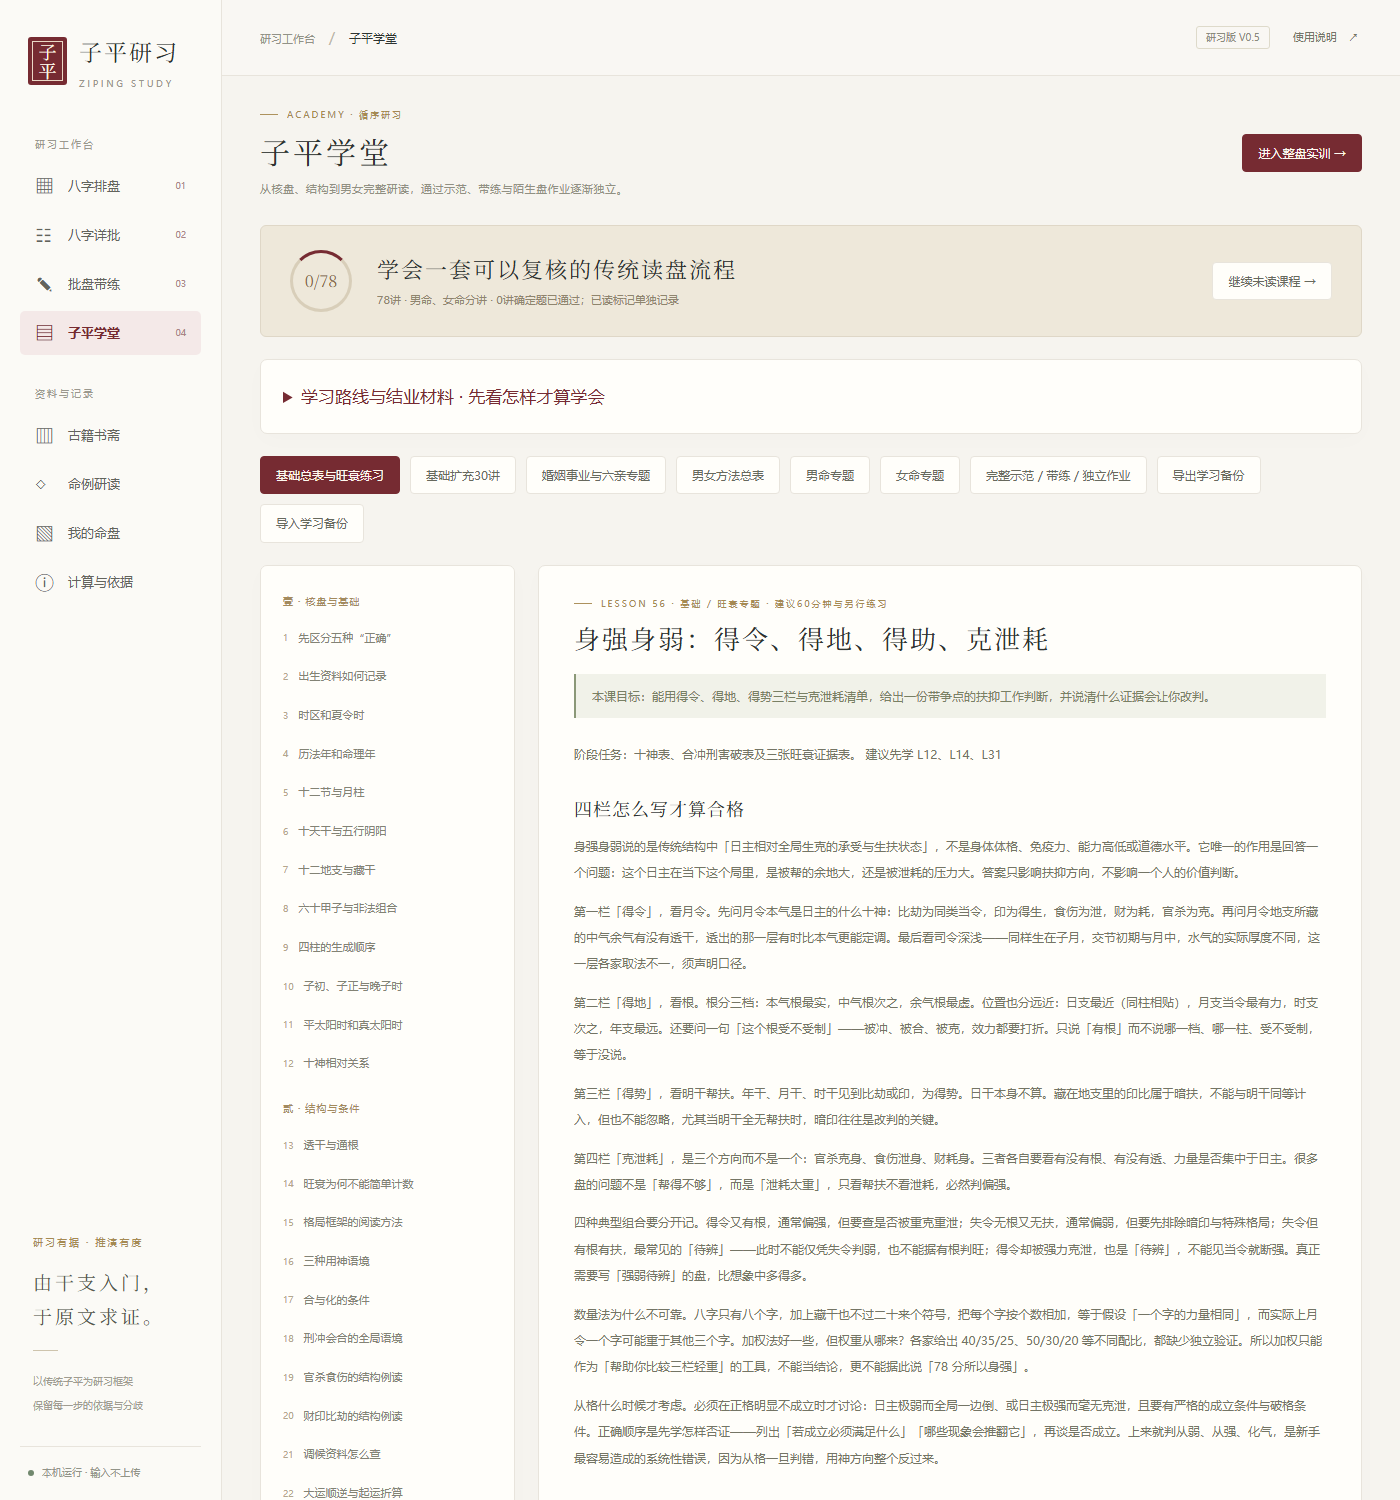 子平
子平研习
ZIPING STUDY
研习工作台
八字排盘 01
八字详批 02
批盘带练 03
子平学堂 04
资料与记录
古籍书斋
命例研读
我的命盘
计算与依据
研习有据 · 推演有度
由干支入门，
于原文求证。
以传统子平为研习框架
保留每一步的依据与分歧
本机运行 · 输入不上传
研习工作台 / 子平学堂
研习版 V0.5
使用说明 ↗
ACADEMY · 循序研习
子平学堂
从核盘、结构到男女完整研读，通过示范、带练与陌生盘作业逐渐独立。
进入整盘实训 →
0/78
学会一套可以复核的传统读盘流程
78讲 · 男命、女命分讲 · 0讲确定题已通过；已读标记单独记录
继续未读课程 →
▶ 学习路线与结业材料 · 先看怎样才算学会
基础总表与旺衰练习
基础扩充30讲
婚姻事业与六亲专题
男女方法总表
男命专题
女命专题
完整示范 / 带练 / 独立作业
导出学习备份
导入学习备份
壹 · 核盘与基础
1 先区分五种“正确”
2 出生资料如何记录
3 时区和夏令时
4 历法年和命理年
5 十二节与月柱
6 十天干与五行阴阳
7 十二地支与藏干
8 六十甲子与非法组合
9 四柱的生成顺序
10 子初、子正与晚子时
11 平太阳时和真太阳时
12 十神相对关系
贰 · 结构与条件
13 透干与通根
14 旺衰为何不能简单计数
15 格局框架的阅读方法
16 三种用神语境
17 合与化的条件
18 刑冲会合的全局语境
19 官杀食伤的结构例读
20 财印比劫的结构例读
21 调候资料怎么查
22 大运顺逆与起运折算
LESSON 56 · 基础 / 旺衰专题 · 建议60分钟与另行练习
身强身弱：得令、得地、得助、克泄耗
本课目标：能用得令、得地、得势三栏与克泄耗清单，给出一份带争点的扶抑工作判断，并说清什么证据会让你改判。
阶段任务：十神表、合冲刑害破表及三张旺衰证据表。 建议先学 L12、L14、L31
四栏怎么写才算合格
身强身弱说的是传统结构中「日主相对全局生克的承受与生扶状态」，不是身体体格、免疫力、能力高低或道德水平。它唯一的作用是回答一
个问题：这个日主在当下这个局里，是被帮的余地大，还是被泄耗的压力大。答案只影响扶抑方向，不影响一个人的价值判断。
第一栏「得令」，看月令。先问月令本气是日主的什么十神：比劫为同类当令，印为得生，食伤为泄，财为耗，官杀为克。再问月令地支所藏
的中气余气有没有透干，透出的那一层有时比本气更能定调。最后看司令深浅——同样生在子月，交节初期与月中，水气的实际厚度不同，这
一层各家取法不一，须声明口径。
第二栏「得地」，看根。根分三档：本气根最实，中气根次之，余气根最虚。位置也分远近：日支最近（同柱相贴），月支当令最有力，时支
次之，年支最远。还要问一句「这个根受不受制」——被冲、被合、被克，效力都要打折。只说「有根」而不说哪一档、哪一柱、受不受制，
等于没说。
第三栏「得势」，看明干帮扶。年干、月干、时干见到比劫或印，为得势。日干本身不算。藏在地支里的印比属于暗扶，不能与明干同等计
入，但也不能忽略，尤其当明干全无帮扶时，暗印往往是改判的关键。
第四栏「克泄耗」，是三个方向而不是一个：官杀克身、食伤泄身、财耗身。三者各自要看有没有根、有没有透、力量是否集中于日主。很多
盘的问题不是「帮得不够」，而是「泄耗太重」，只看帮扶不看泄耗，必然判偏强。
四种典型组合要分开记。得令又有根，通常偏强，但要查是否被重克重泄；失令无根又无扶，通常偏弱，但要先排除暗印与特殊格局；失令但
有根有扶，最常见的「待辨」——此时不能仅凭失令判弱，也不能据有根判旺；得令却被强力克泄，也是「待辨」，不能见当令就断强。真正
需要写「强弱待辨」的盘，比想象中多得多。
数量法为什么不可靠。八字只有八个字，加上藏干也不过二十来个符号，把每个字按个数相加，等于假设「一个字的力量相同」，而实际上月
令一个字可能重于其他三个字。加权法好一些，但权重从哪来？各家给出 40/35/25、50/30/20 等不同配比，都缺少独立验证。所以加权只能
作为「帮助你比较三栏轻重」的工具，不能当结论，更不能据此说「78 分所以身强」。
从格什么时候才考虑。必须在正格明显不成立时才讨论：日主极弱而全局一边倒、或日主极强而毫无克泄，且要有严格的成立条件与破格条
件。正确顺序是先学怎样否证——列出「若成立必须满足什么」「哪些现象会推翻它」，再谈是否成立。上来就判从弱、从强、化气，是新手
最容易造成的系统性错误，因为从格一旦判错，用神方向整个反过来。